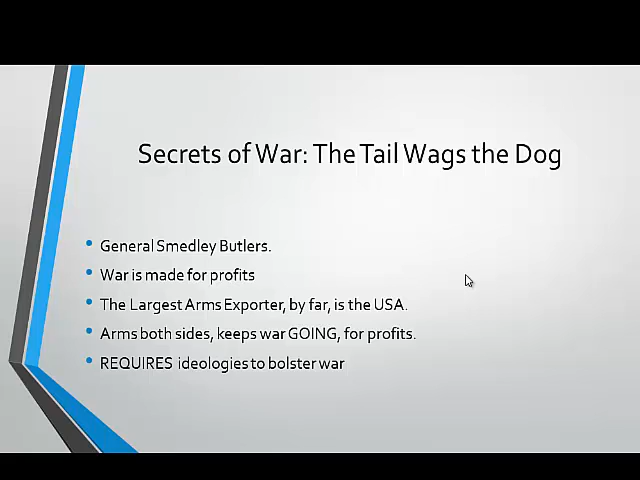 Secrets of War: The Tail Wags the Dog
General Smedley Butlers.
War is made for profits
The Largest Arms Exporter, by far, is the USA.
Arms both sides, keeps war GOING, for profits.
REQUIRES ideologies to bolster war